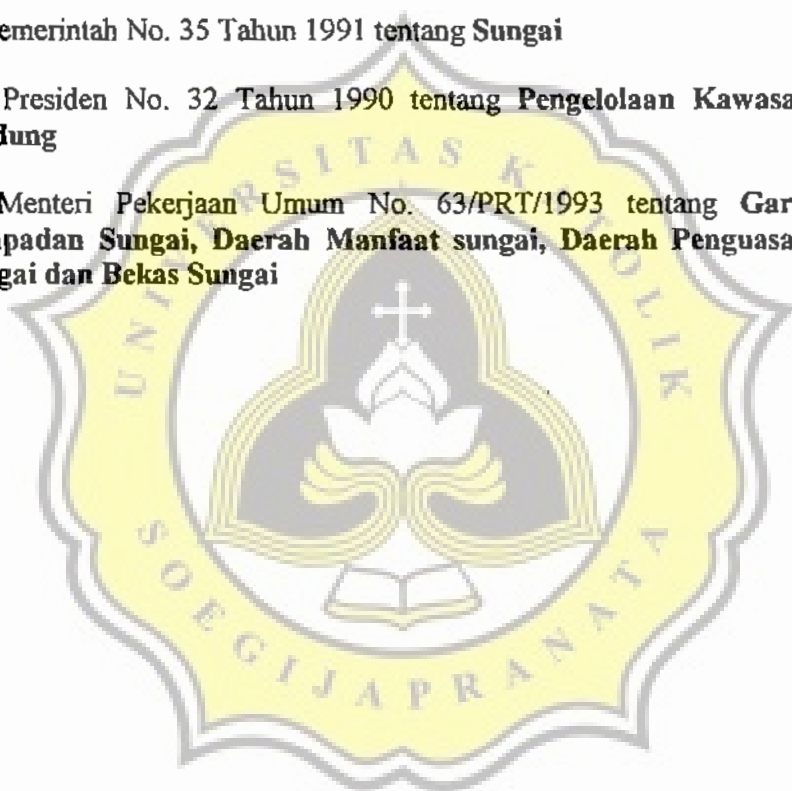 emerintah No. 35 Tahun 1991 tentang Sungai
Presiden No. 32 Tahun 1990 tentang Pengelolaan Kawasa
dung
Menteri Pekerjaan Umum No. 63/PRT/1993 tentang Gar
padan Sungai, Daerah Manfaat sungai, Daerah Penguasa
gai dan Bekas Sungai
UNIVERSITAS KATOLIK
SOEGIJAPRANATA